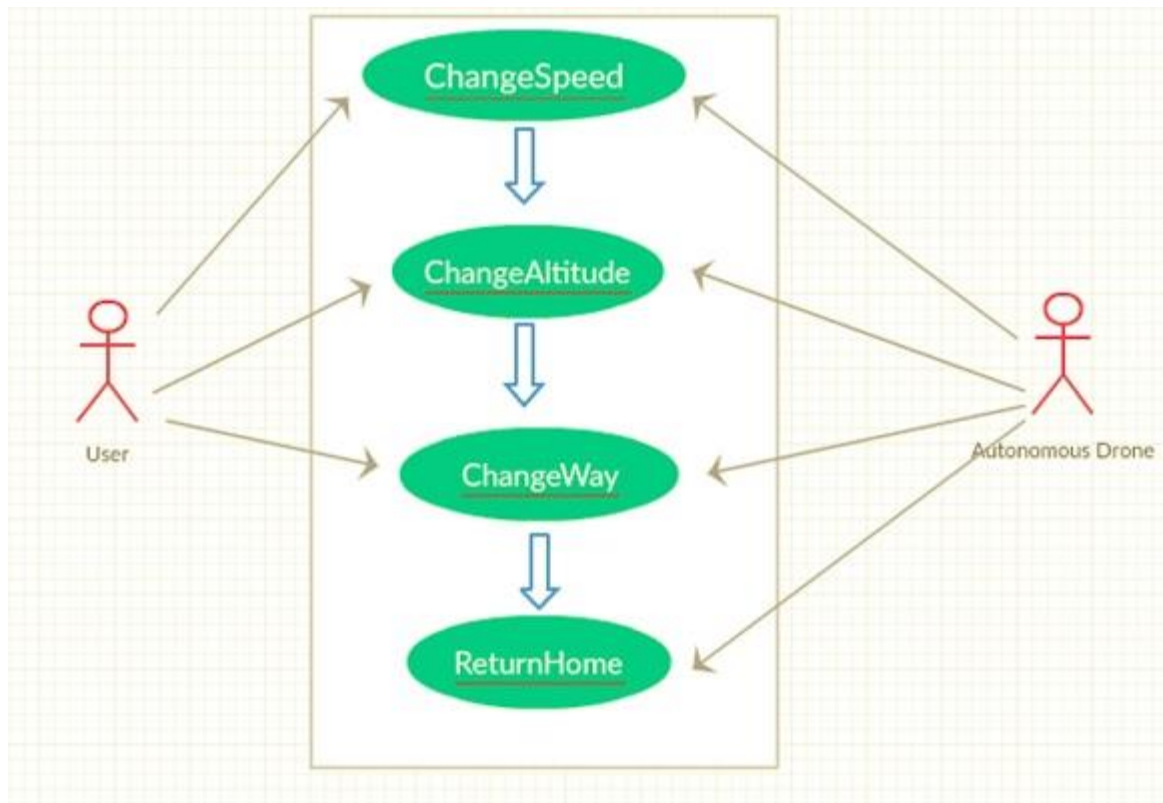 ChangeSpeed
ChangeAltitude
User
Autonomous Drone
ChangeWay
ReturnHome